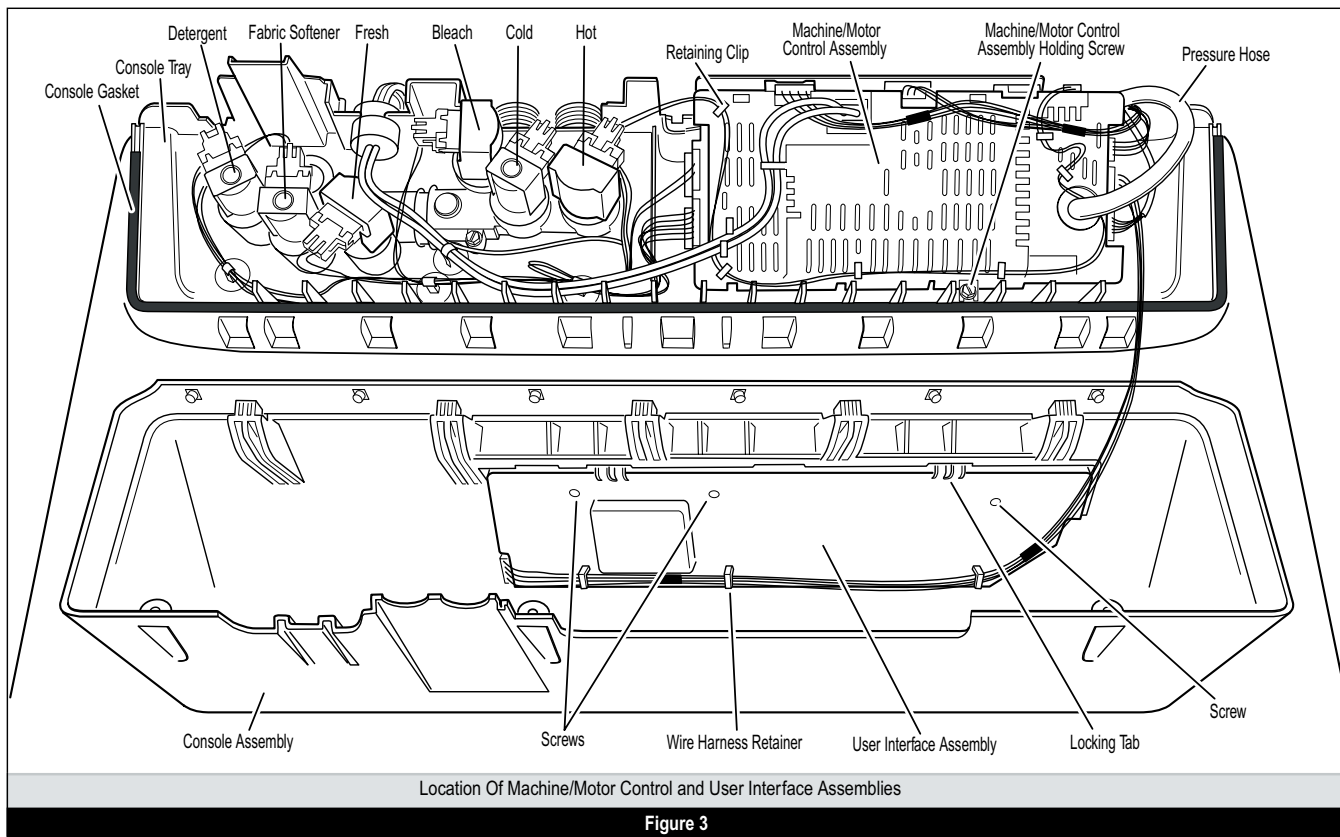 Detergent
Fabric Softener
Fresh
Bleach
Cold
Hot
Retaining Clip
Machine/Motor
Control Assembly
Machine/Motor Control
Assembly Holding Screw
Pressure Hose
Console Tray
Console Gasket
Console Assembly
Screws
Wire Harness Retainer
User Interface Assembly
Locking Tab
Screw
Location Of Machine/Motor Control and User Interface Assemblies
Figure 3